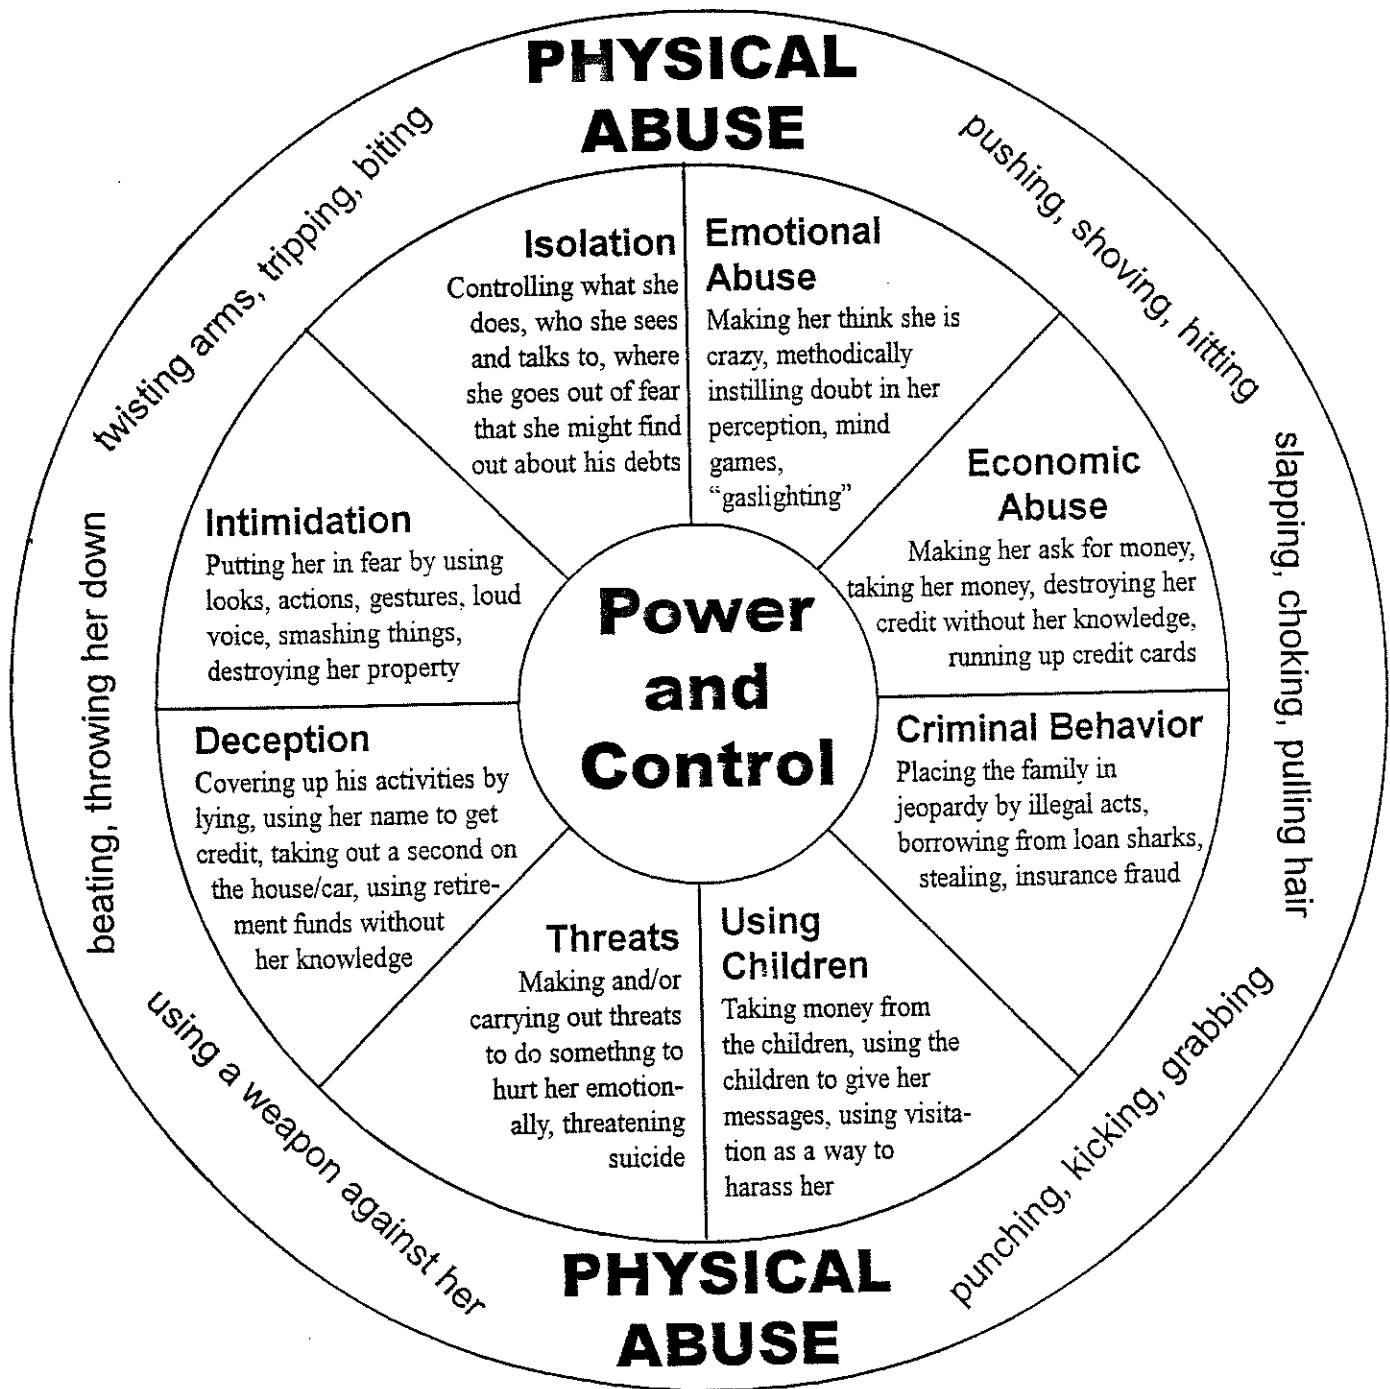 PHYSICAL
ABUSE
pushing, shoving, hitting
slapping, choking, pulling hair
punching, kicking, grabbing
PHYSICAL
ABUSE
using a weapon against her
beating, throwing her down
twisting arms, tripping, biting
Isolation
Controlling what she
does, who she sees
and talks to, where
she goes out of fear
that she might find
out about his debts
Emotional
Abuse
Making her think she is
crazy, methodically
instilling doubt in her
perception, mind
games,
“gaslighting”
Economic
Abuse
Making her ask for money,
taking her money, destroying her
credit without her knowledge,
running up credit cards
Criminal Behavior
Placing the family in
jeopardy by illegal acts,
borrowing from loan sharks,
stealing, insurance fraud
Using
Children
Taking money from
the children, using the
children to give her
messages, using visita-
tion as a way to
harass her
Threats
Making and/or
carrying out threats
to do somethng to
hurt her emotion-
ally, threatening
suicide
Deception
Covering up his activities by
lying, using her name to get
credit, taking out a second on
the house/car, using retire-
ment funds without
her knowledge
Intimidation
Putting her in fear by using
looks, actions, gestures, loud
voice, smashing things,
destroying her property
Power
and
Control